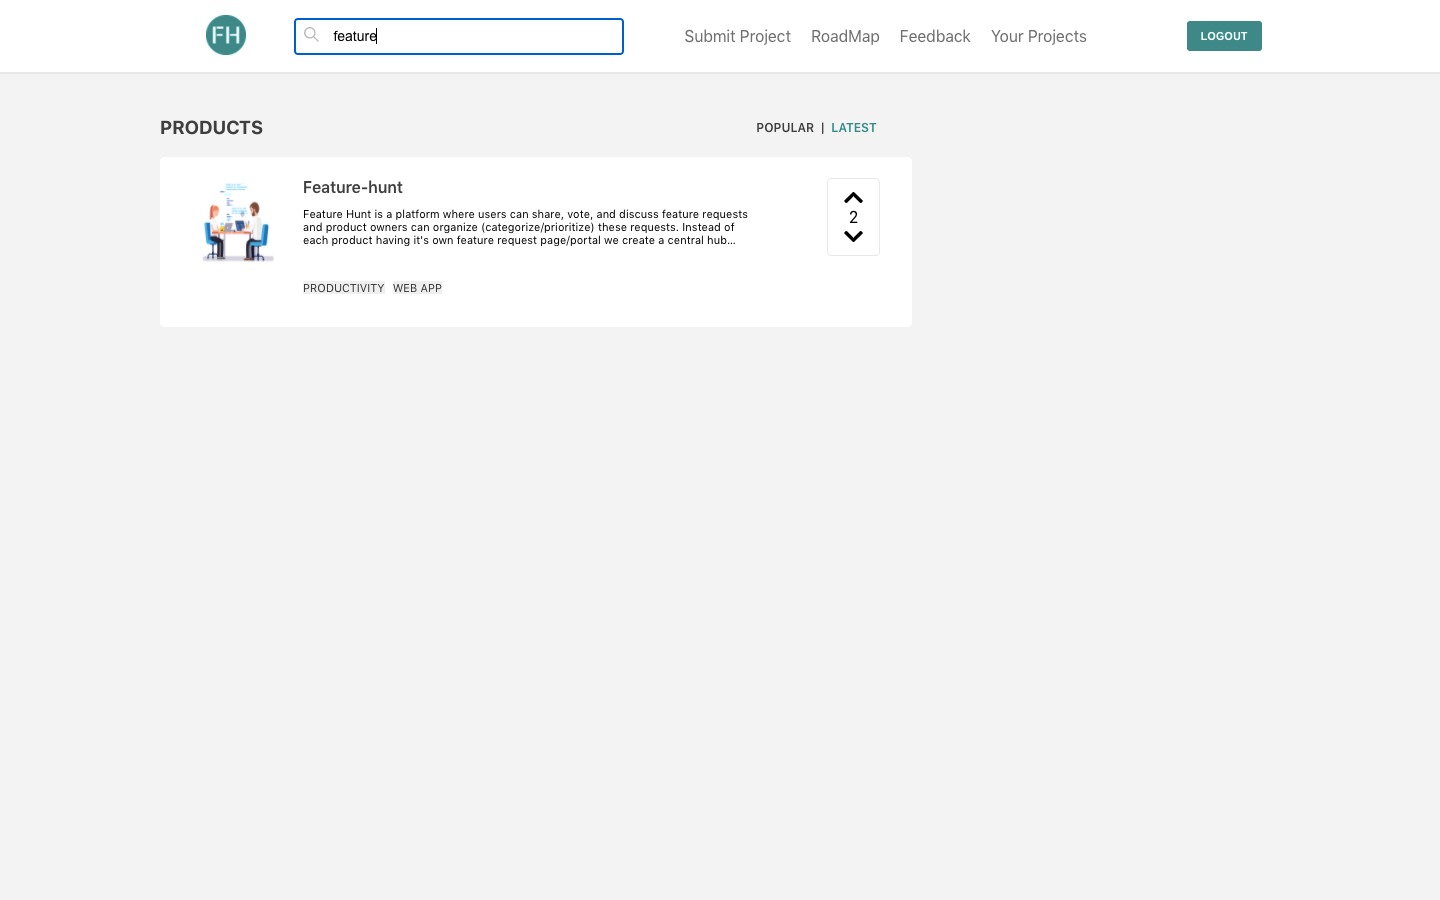 FH
feature
Submit Project RoadMap Feedback Your Projects
LOGOUT
PRODUCTS
POPULAR | LATEST
Feature-hunt
Feature Hunt is a platform where users can share, vote, and discuss feature requests
and product owners can organize (categorize/prioritize) these requests. Instead of
each product having it's own feature request page/portal we create a central hub...
2
PRODUCTIVITY WEB APP